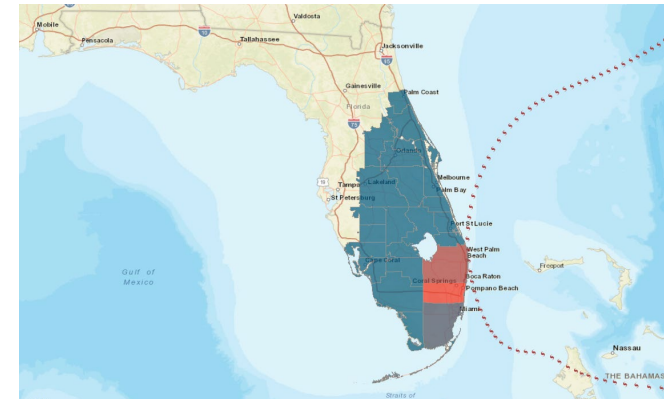 Valdosta
Mobile
Pensacola
Tallahassee
Jacksonville
Gainesville
Palm Coast
Florida
Orlando
Melbourne
Tampa
Lakeland
Palm Bay
St Petersburg
Port St Lucie
West Palm
Beach
Cape Coral
Freeport
Gulf of
Mexico
Boca Raton
Coral Springs
Pompano Beach
Miami
Nassau
THE BAHAMAS
Straits of